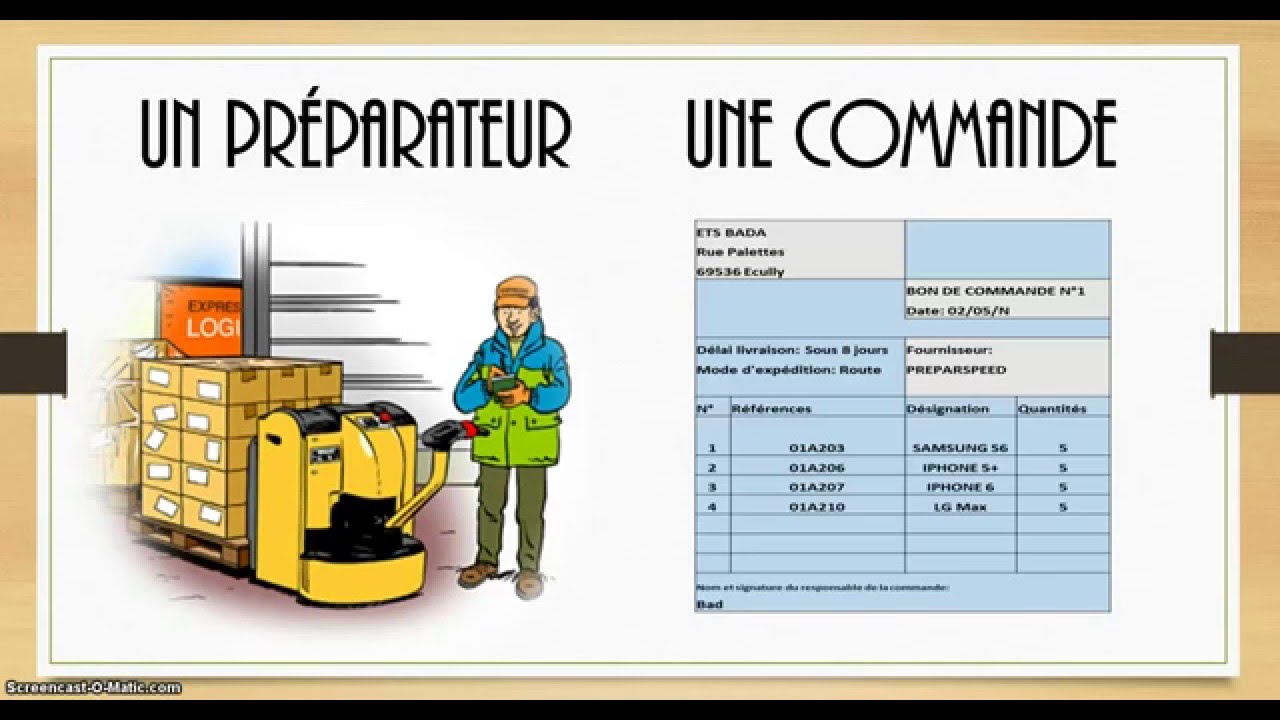 UN PRÉPARATEUR
UNE COMMANDE
EXPRES
LOGI
ETS BADA
Rue Palettes
69536 Ecully
BON DE COMMANDE N°1
Date: 02/05/N
Délai livraison: Sous 8 jours
Mode d'expédition: Route
Fournisseur:
PREPARSPEED
N° Références Désignation Quantités
1 01A203 SAMSUNG S6 5
2 01A206 IPHONE 5+ 5
3 01A207 IPHONE 6 5
4 01A210 LG Max 5
Nom et signature du responsable de la commande:
Bad
Screencast-O-Matic.com